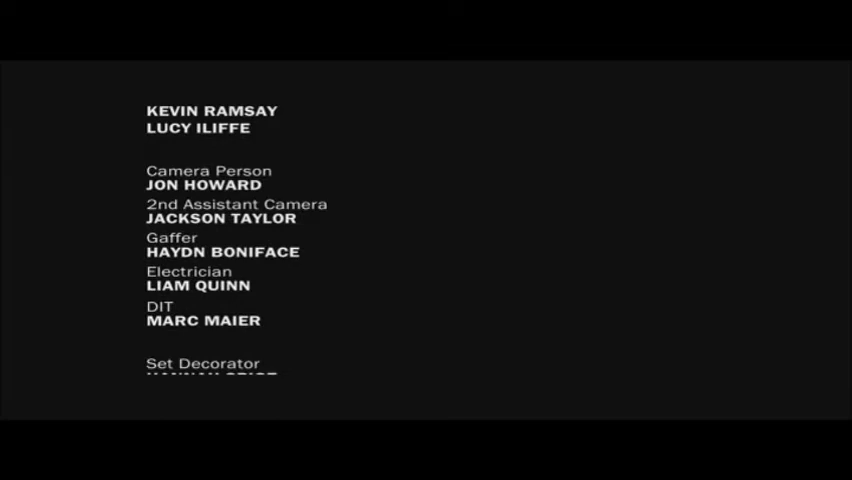 KEVIN RAMSAY
LUCY ILIFFE
Camera Person
JON HOWARD
2nd Assistant Camera
JACKSON TAYLOR
Gaffer
HAYDN BONIFACE
Electrician
LIAM QUINN
DIT
MARC MAIER
Set Decorator